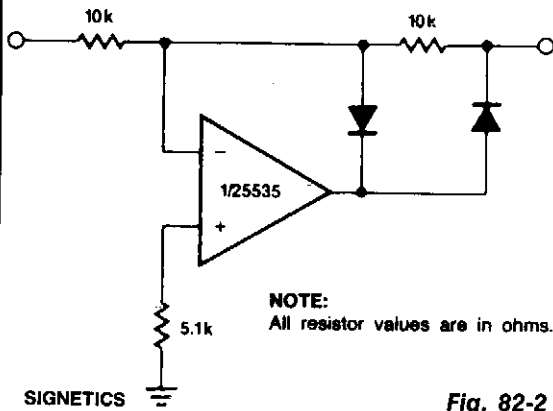 10k
10k
−
1/25535
+
5.1k
NOTE:
All resistor values are in ohms.
SIGNETICS
Fig. 82-2